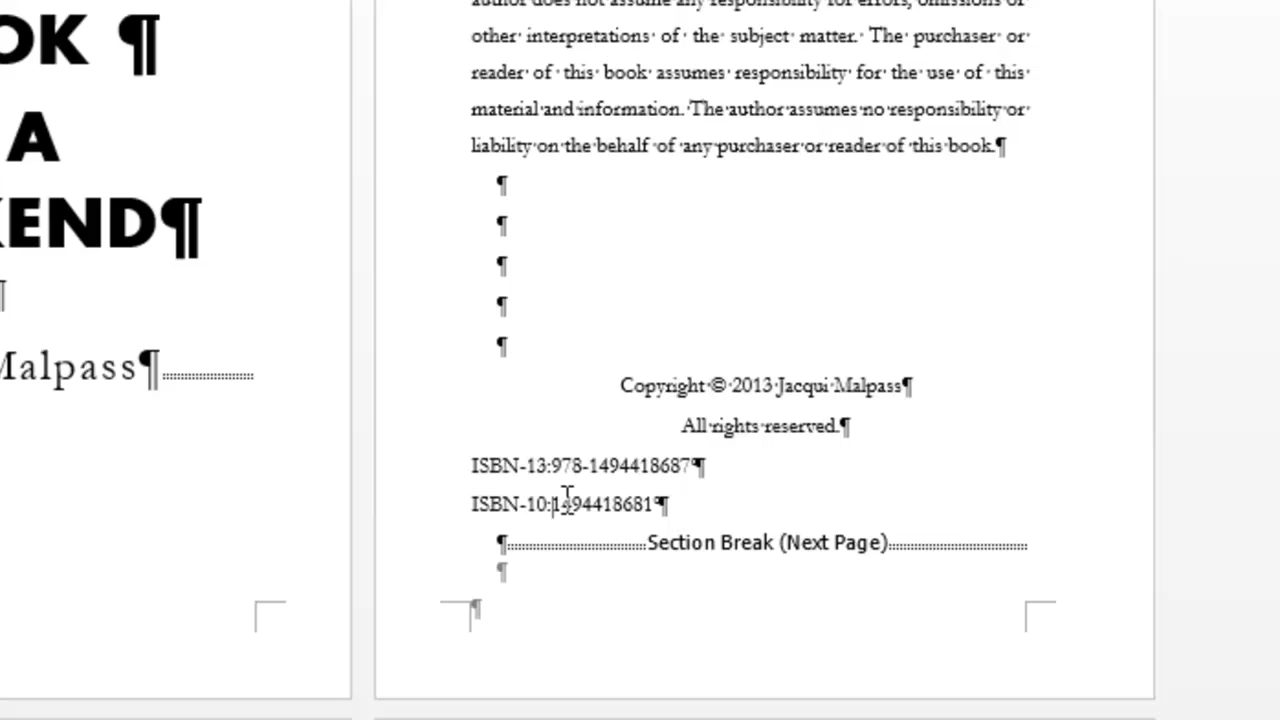 OK ¶
A
END¶
¶
Malpass¶
author does not assume any responsibility for errors, omissions or
other interpretations of the subject matter. The purchaser or
reader of this book assumes responsibility for the use of this
material and information. The author assumes no responsibility or
liability on the behalf of any purchaser or reader of this book.¶
¶
¶
¶
¶
¶
Copyright © 2013 Jacqui Malpass¶
All rights reserved.¶
ISBN-13:978-1494418687¶
ISBN-10:1494418681¶
¶Section Break (Next Page)
¶
¶